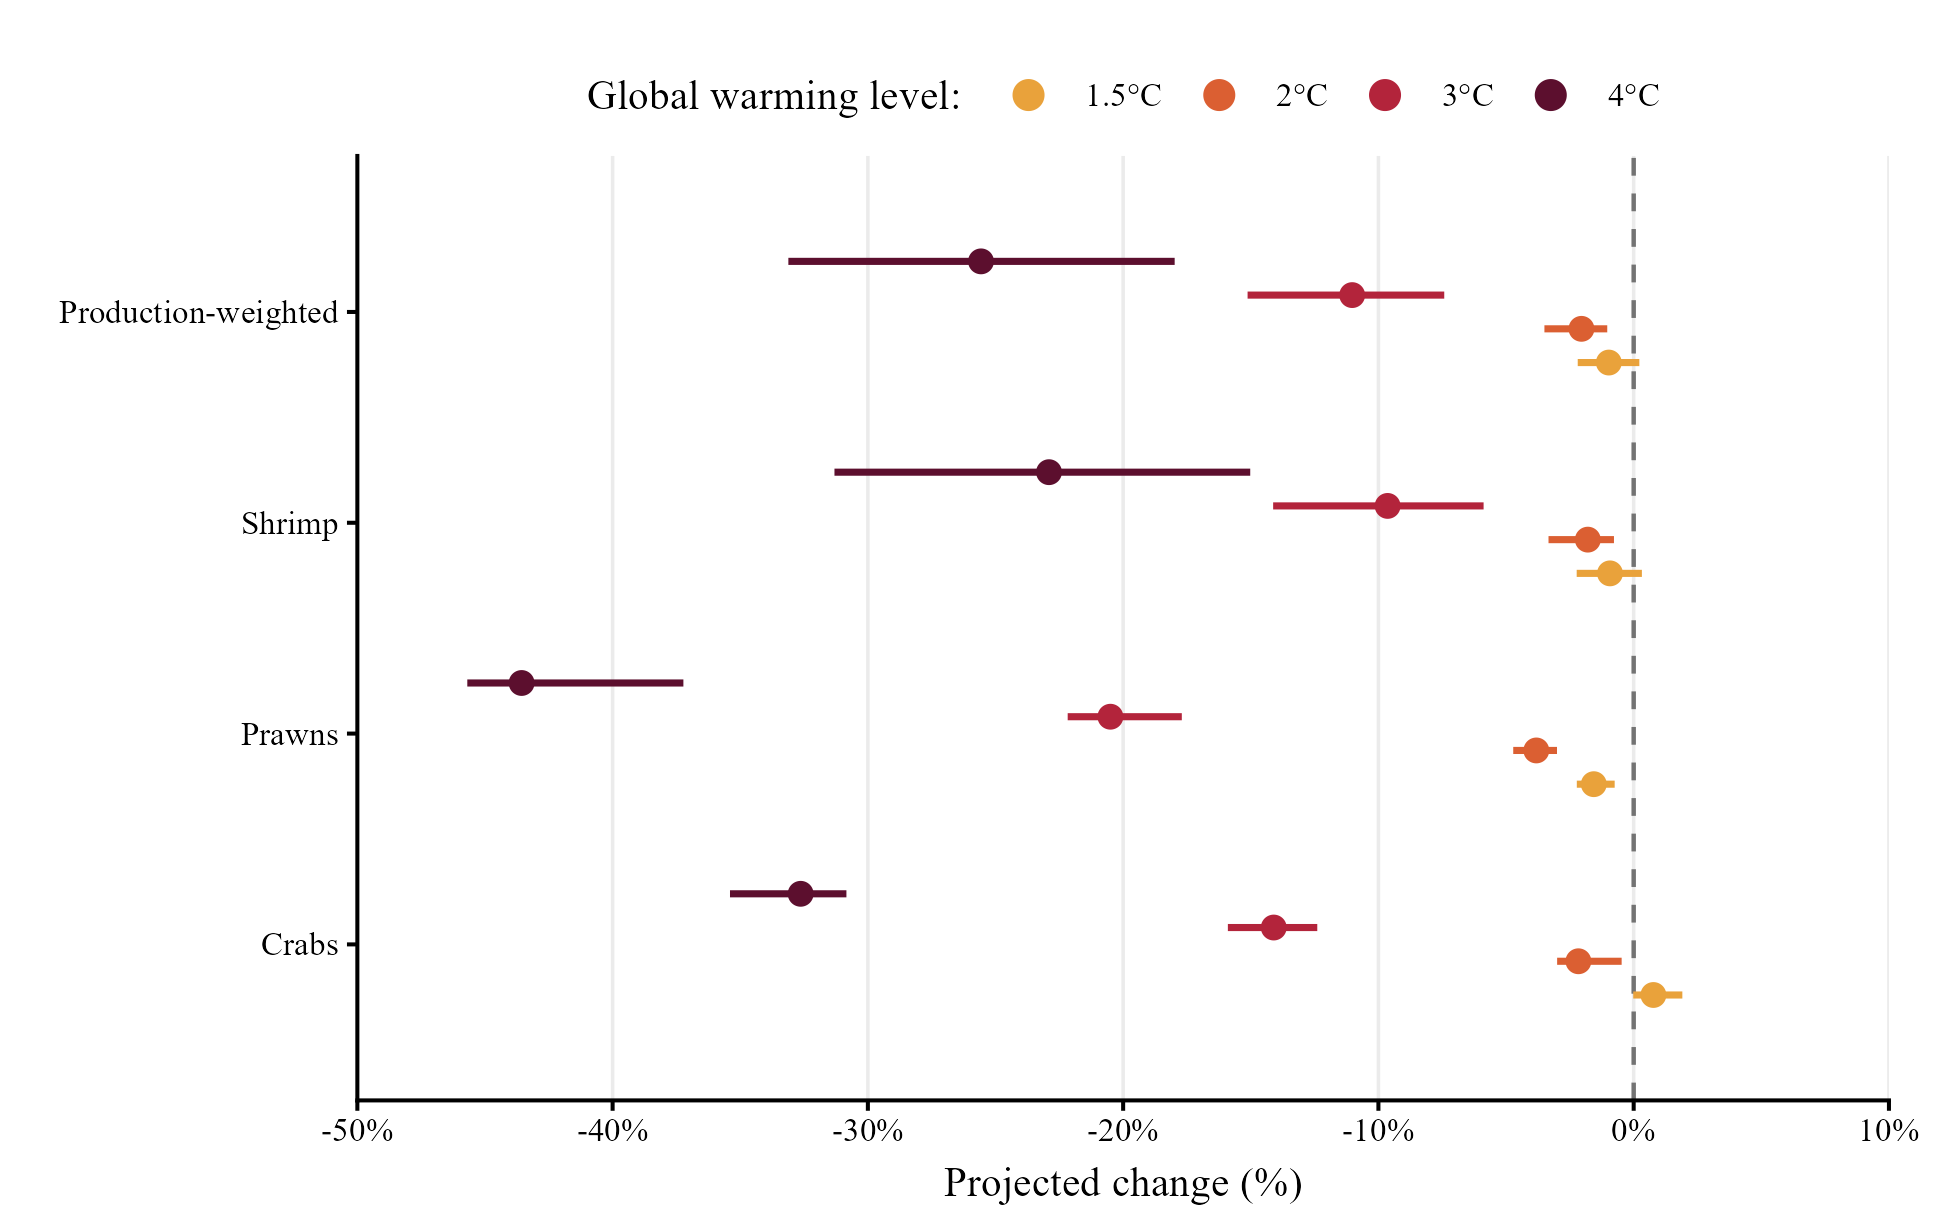 Global warming level: 1.5°C 2°C 3°C 4°C
Production-weighted
Shrimp
Prawns
Crabs
-50% -40% -30% -20% -10% 0% 10%
Projected change (%)